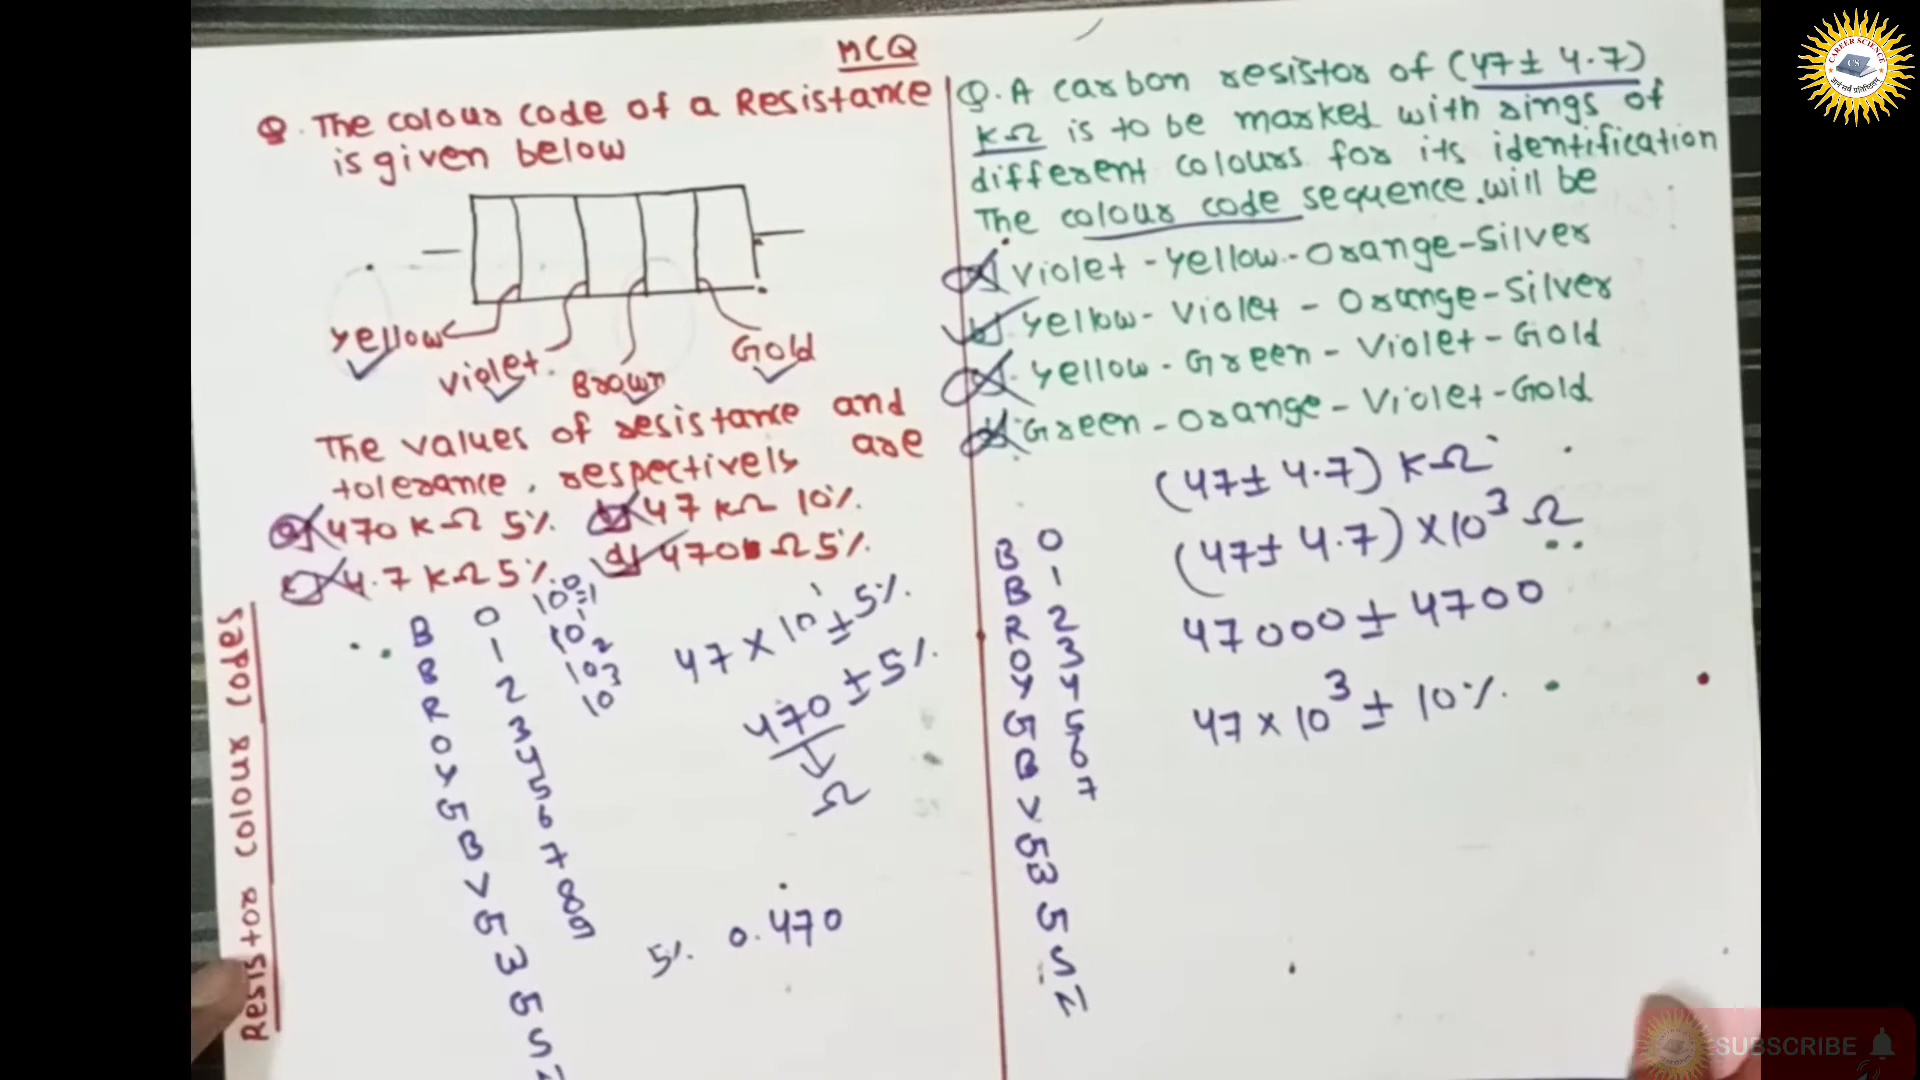 MCQ
Q. The colour code of a Resistance
is given below
Yellow
Violet
Brown
Gold
The values of resistance and
tolerance, respectively are
a) 470 KΩ 5%
b) 47 KΩ 10%
c) 4.7 KΩ 5%
d) 470 Ω 5%
B 0 10⁰=1
B 1 10¹
R 2 10²
O 3 10³
Y 4
G 5
B 6
V 7
G 8
W 9
G
S
47 × 10¹ ± 5%
470 ± 5%
Ω
5% 0.470
Resistor colour codes
Q. A carbon resistor of (47 ± 4.7)
KΩ is to be marked with rings of
different colours for its identification
The colour code sequence will be
Violet - Yellow - Orange - Silver
b) Yellow - Violet - Orange - Silver
Yellow - Green - Violet - Gold
d) Green - Orange - Violet - Gold
(47 ± 4.7) KΩ
(47 ± 4.7) × 10³ Ω
47000 ± 4700
47 × 10³ ± 10%
B 0
B 1
R 2
O 3
Y 4
G 5
B 6
V 7
G
W
G
S
N
CAREER SCIENCE
CS
SUBSCRIBE